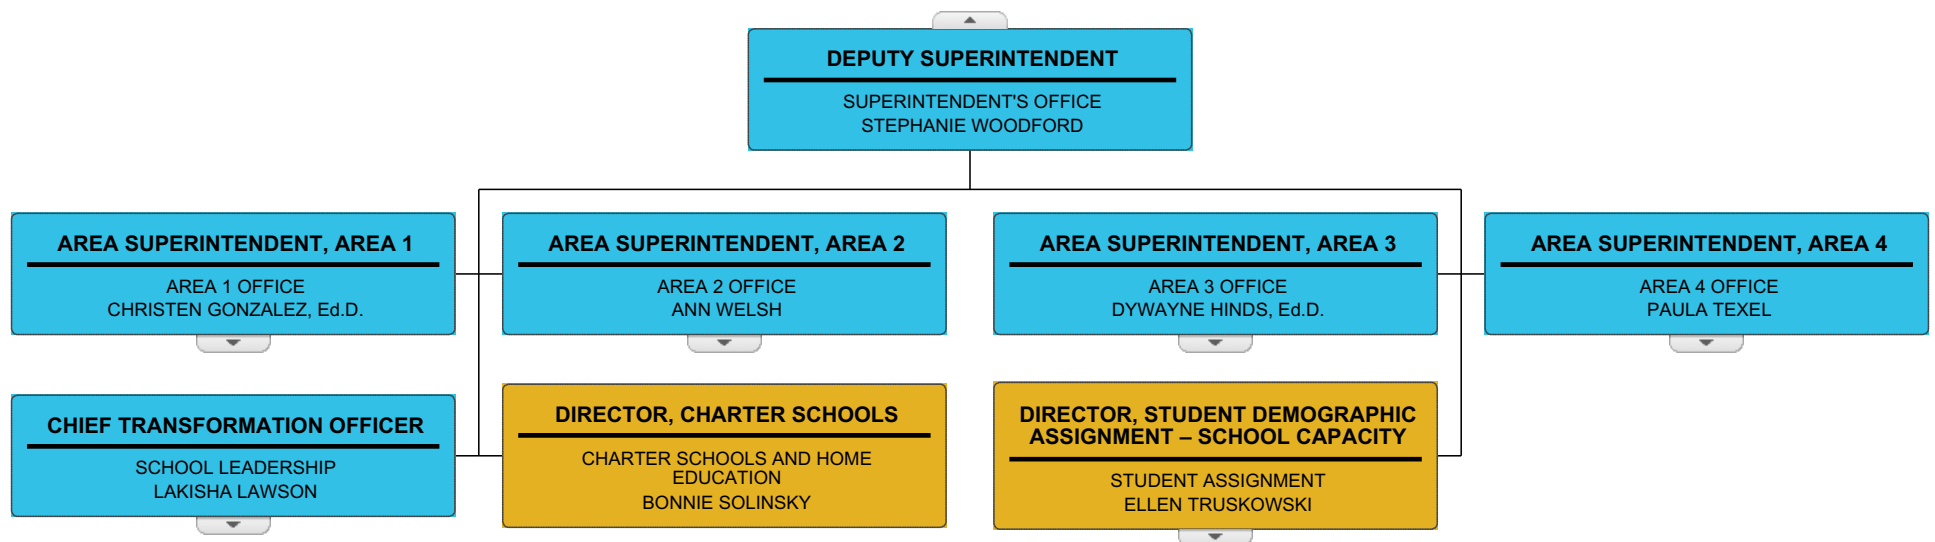 DEPUTY SUPERINTENDENT
SUPERINTENDENT'S OFFICE
STEPHANIE WOODFORD
AREA SUPERINTENDENT, AREA 1
AREA 1 OFFICE
CHRISTEN GONZALEZ, Ed.D.
AREA SUPERINTENDENT, AREA 2
AREA 2 OFFICE
ANN WELSH
AREA SUPERINTENDENT, AREA 3
AREA 3 OFFICE
DYWAYNE HINDS, Ed.D.
AREA SUPERINTENDENT, AREA 4
AREA 4 OFFICE
PAULA TEXEL
CHIEF TRANSFORMATION OFFICER
SCHOOL LEADERSHIP
LAKISHA LAWSON
DIRECTOR, CHARTER SCHOOLS
CHARTER SCHOOLS AND HOME
EDUCATION
BONNIE SOLINSKY
DIRECTOR, STUDENT DEMOGRAPHIC
ASSIGNMENT – SCHOOL CAPACITY
STUDENT ASSIGNMENT
ELLEN TRUSKOWSKI